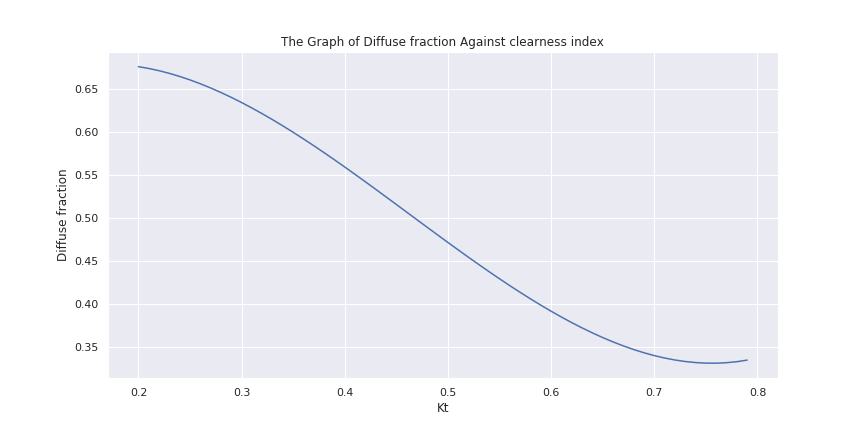 The Graph of Diffuse fraction Against clearness index
0.65
0.60
0.55
0.50
0.45
0.40
0.35
Diffuse fraction
0.2 0.3 0.4 0.5 0.6 0.7 0.8
Kt